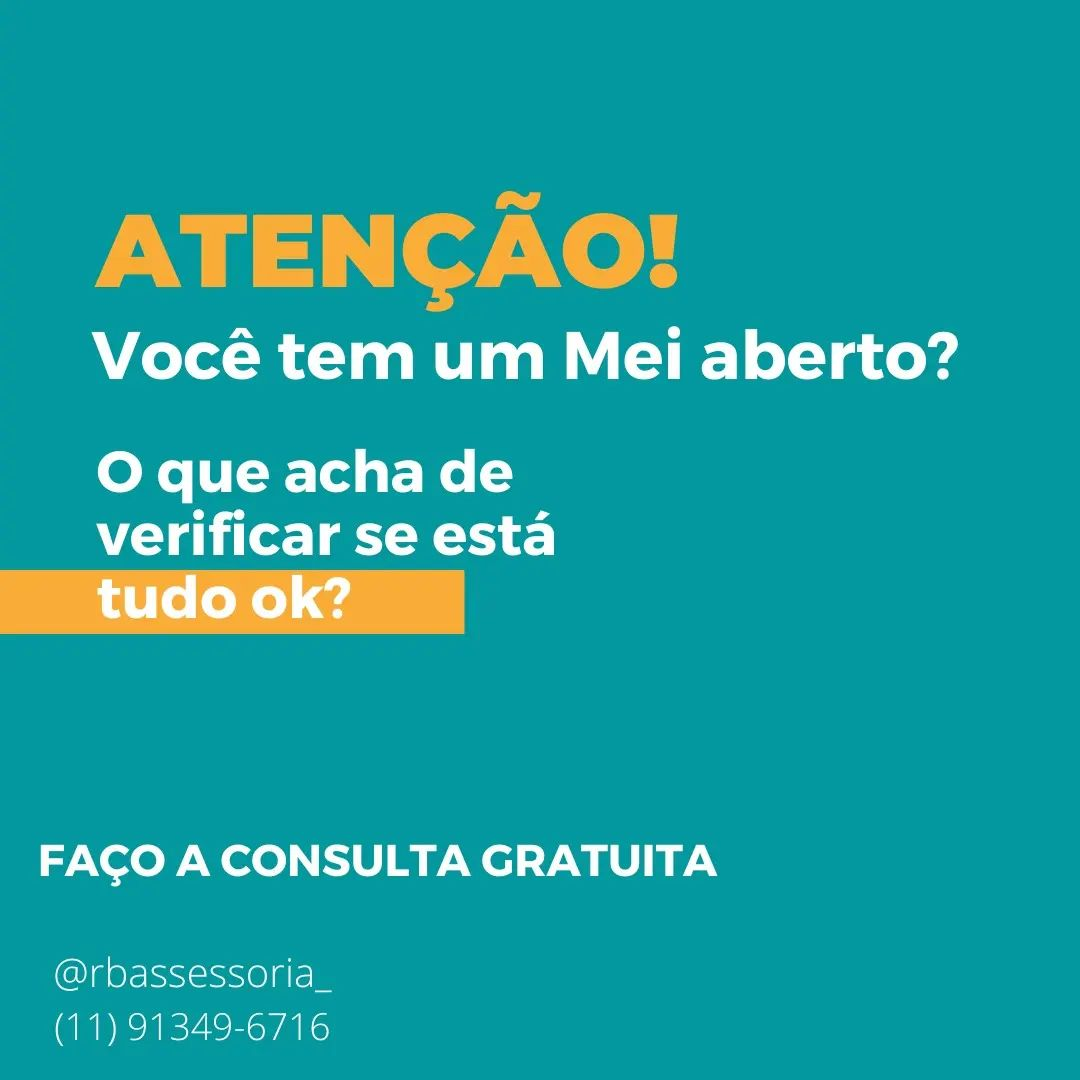 ATENÇÃO!
Você tem um Mei aberto?
O que acha de
verificar se está
tudo ok?
FAÇO A CONSULTA GRATUITA
@rbassessoria_
(11) 91349-6716